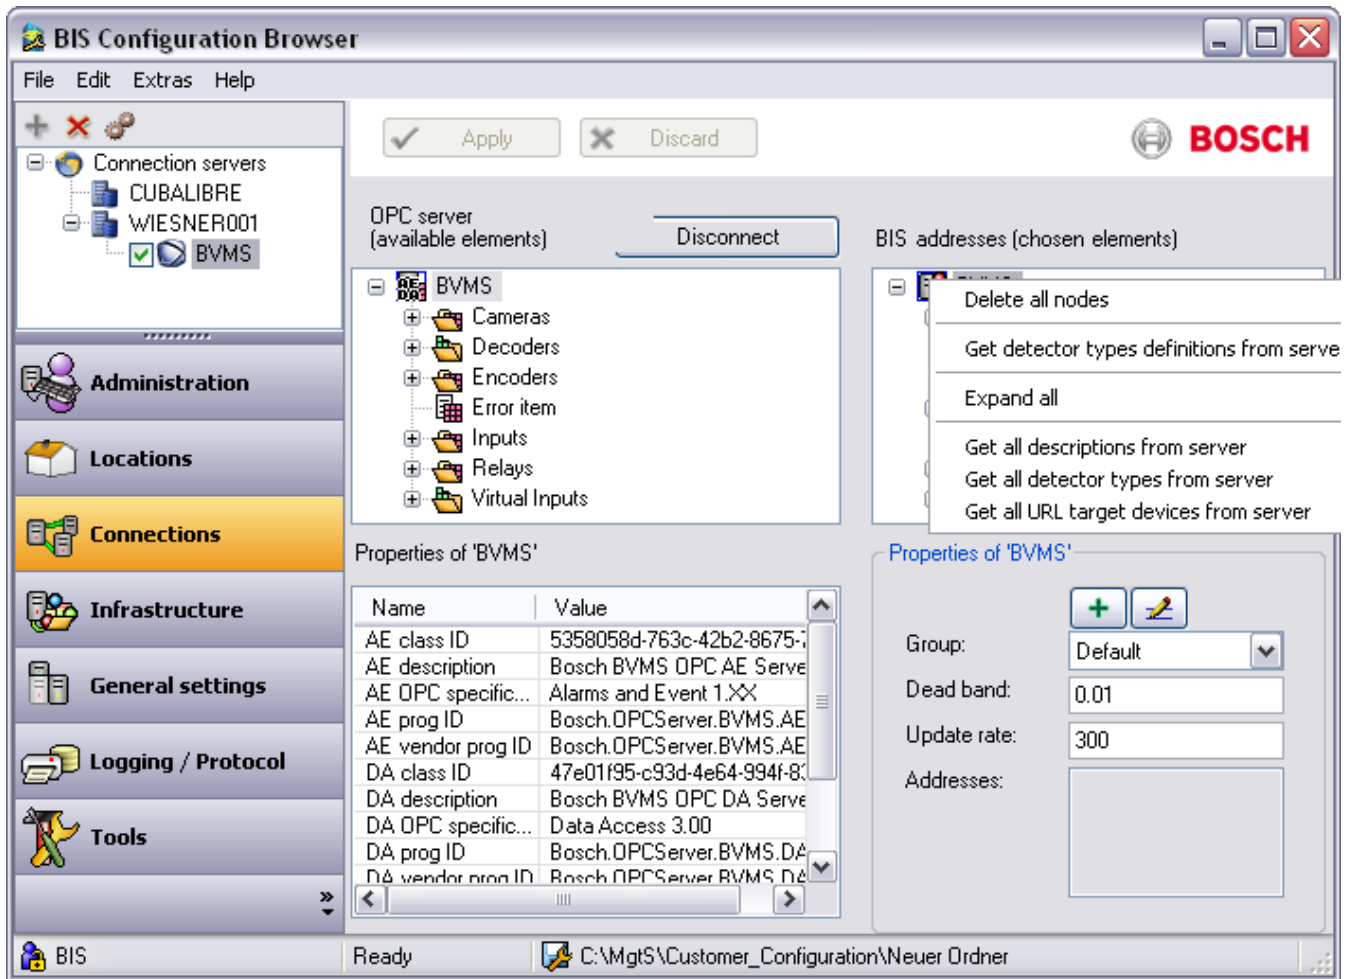 BIS Configuration Browser
File Edit Extras Help
Apply Discard
BOSCH
Connection servers
CUBALIBRE
WIESNER001
BVMS
Administration
Locations
Connections
Infrastructure
General settings
Logging / Protocol
Tools
»
OPC server
(available elements)
Disconnect
BVMS
Cameras
Decoders
Encoders
Error item
Inputs
Relays
Virtual Inputs
BIS addresses (chosen elements)
Delete all nodes
Get detector types definitions from serve
Expand all
Get all descriptions from server
Get all detector types from server
Get all URL target devices from server
Properties of 'BVMS'
Name Value
AE class ID 5358058d-763c-42b2-8675-
AE description Bosch BVMS OPC AE Serve
AE OPC specific... Alarms and Event 1.XX
AE prog ID Bosch.OPCServer.BVMS.AE
AE vendor prog ID Bosch.OPCServer.BVMS.AE
DA class ID 47e01f95-c93d-4e64-994f-8
DA description Bosch BVMS OPC DA Serve
DA OPC specific... Data Access 3.00
DA prog ID Bosch.OPCServer.BVMS.DA
DA vendor prog ID Bosch.OPCServer.BVMS.DA
Properties of 'BVMS'
Group: Default
Dead band: 0.01
Update rate: 300
Addresses:
BIS Ready C:\MgtS\Customer_Configuration\Neuer Ordner